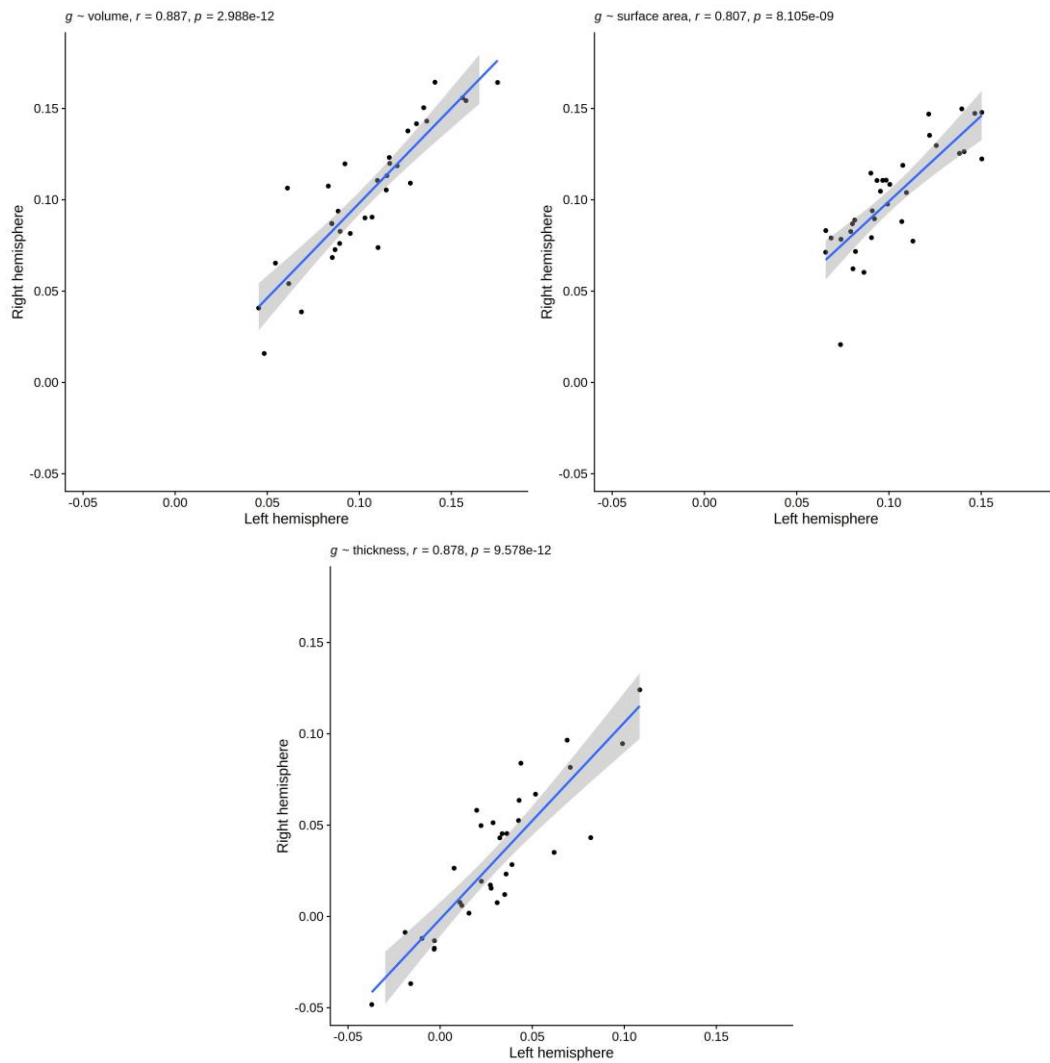 g ~ volume, r = 0.887, p = 2.988e-12
0.15
0.10
0.05
0.00
-0.05
Right hemisphere
-0.05 0.00 0.05 0.10 0.15
Left hemisphere
g ~ surface area, r = 0.807, p = 8.105e-09
0.15
0.10
0.05
0.00
-0.05
Right hemisphere
-0.05 0.00 0.05 0.10 0.15
Left hemisphere
g ~ thickness, r = 0.878, p = 9.578e-12
0.15
0.10
0.05
0.00
-0.05
Right hemisphere
-0.05 0.00 0.05 0.10 0.15
Left hemisphere